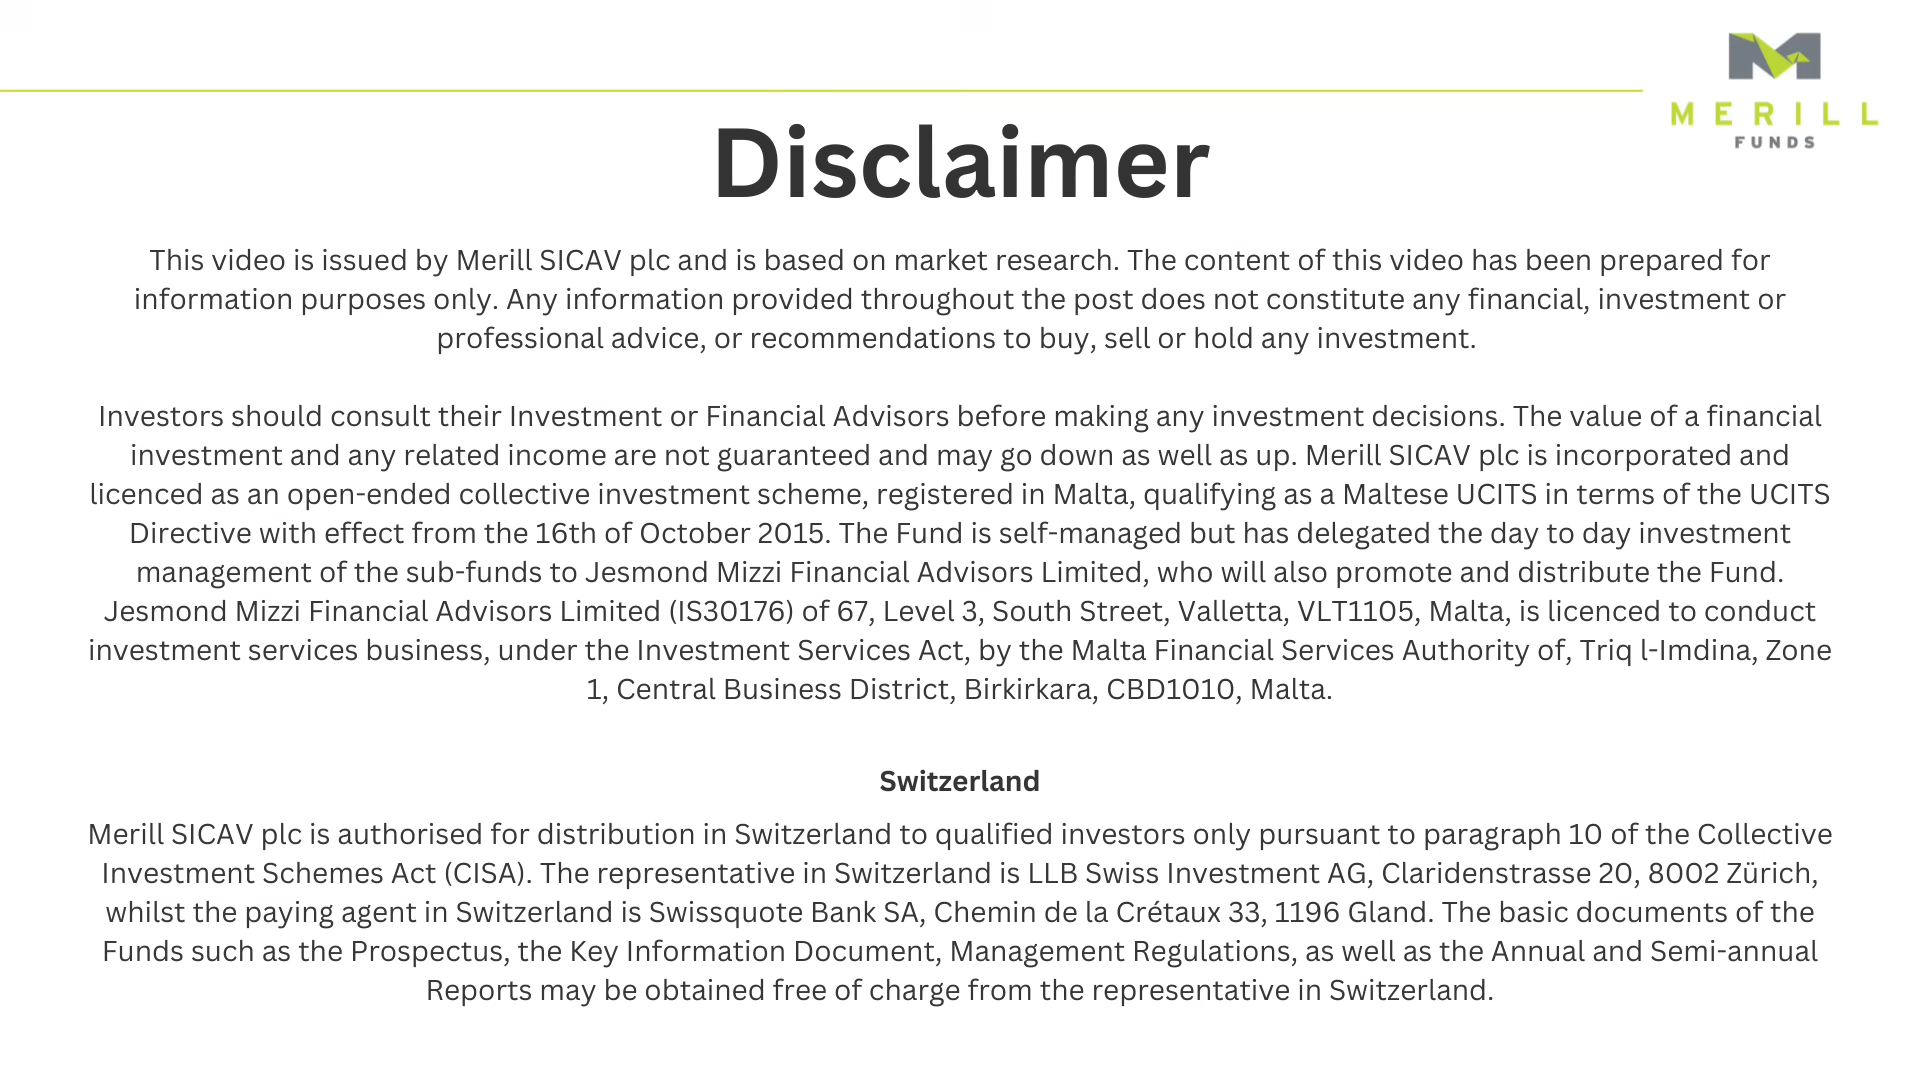 MERILL
FUNDS
Disclaimer
This video is issued by Merill SICAV plc and is based on market research. The content of this video has been prepared for
information purposes only. Any information provided throughout the post does not constitute any financial, investment or
professional advice, or recommendations to buy, sell or hold any investment.
Investors should consult their Investment or Financial Advisors before making any investment decisions. The value of a financial
investment and any related income are not guaranteed and may go down as well as up. Merill SICAV plc is incorporated and
licenced as an open-ended collective investment scheme, registered in Malta, qualifying as a Maltese UCITS in terms of the UCITS
Directive with effect from the 16th of October 2015. The Fund is self-managed but has delegated the day to day investment
management of the sub-funds to Jesmond Mizzi Financial Advisors Limited, who will also promote and distribute the Fund.
Jesmond Mizzi Financial Advisors Limited (IS30176) of 67, Level 3, South Street, Valletta, VLT1105, Malta, is licenced to conduct
investment services business, under the Investment Services Act, by the Malta Financial Services Authority of, Triq l-Imdina, Zone
1, Central Business District, Birkirkara, CBD1010, Malta.
Switzerland
Merill SICAV plc is authorised for distribution in Switzerland to qualified investors only pursuant to paragraph 10 of the Collective
Investment Schemes Act (CISA). The representative in Switzerland is LLB Swiss Investment AG, Claridenstrasse 20, 8002 Zürich,
whilst the paying agent in Switzerland is Swissquote Bank SA, Chemin de la Crétaux 33, 1196 Gland. The basic documents of the
Funds such as the Prospectus, the Key Information Document, Management Regulations, as well as the Annual and Semi-annual
Reports may be obtained free of charge from the representative in Switzerland.